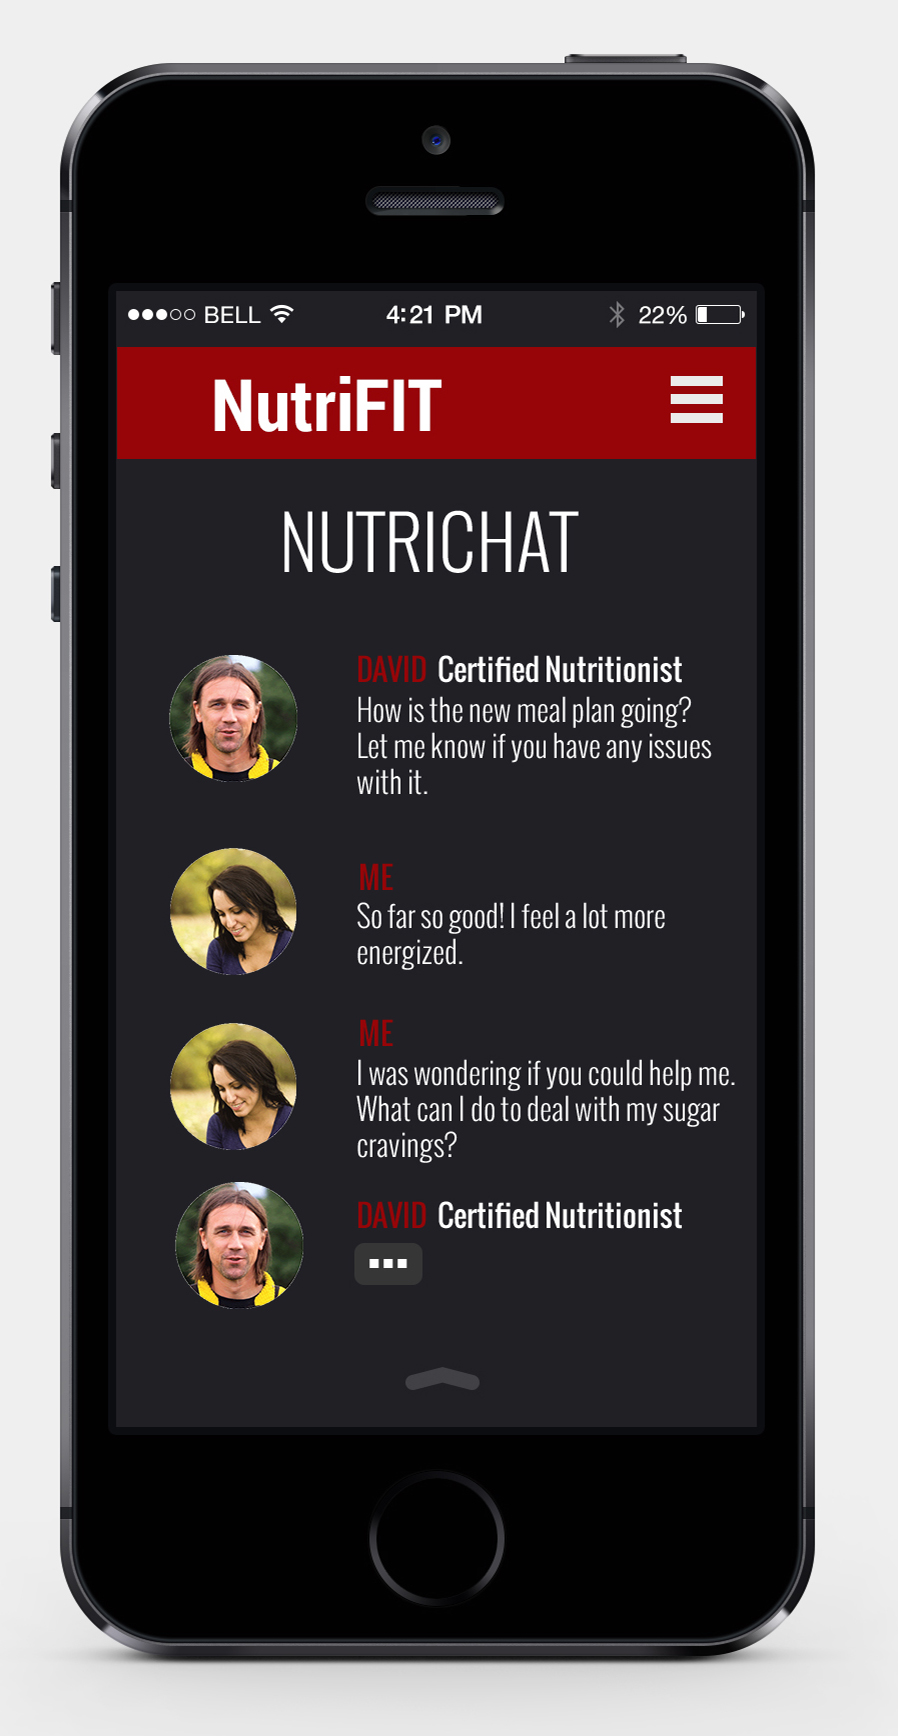 BELL 4:21 PM 22%
NutriFIT
NUTRICHAT
DAVID Certified Nutritionist
How is the new meal plan going?
Let me know if you have any issues
with it.
ME
So far so good! I feel a lot more
energized.
ME
I was wondering if you could help me.
What can I do to deal with my sugar
cravings?
DAVID Certified Nutritionist